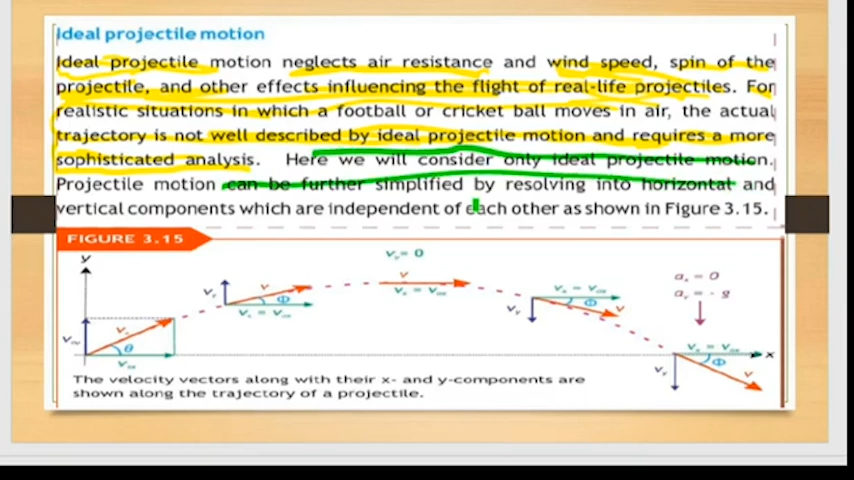 Ideal projectile motion
Ideal projectile motion neglects air resistance and wind speed, spin of the
projectile, and other effects influencing the flight of real-life projectiles. For
realistic situations in which a football or cricket ball moves in air, the actual
trajectory is not well described by ideal projectile motion and requires a more
sophisticated analysis. Here we will consider only ideal projectile motion.
Projectile motion can be further simplified by resolving into horizontal and
vertical components which are independent of each other as shown in Figure 3.15.
FIGURE 3.15
y
vᵧ= 0
v
vₓ = vₒₓ
v
vᵧ
Φ
vₓ = vₒₓ
vₓ = vₒₓ
Φ
v
vᵧ
aₓ = 0
aᵧ = - g
vₒᵧ
vₒ
θ
vₒₓ
vₓ = vₒₓ
x
Φ
v
vᵧ
The velocity vectors along with their x- and y-components are
shown along the trajectory of a projectile.